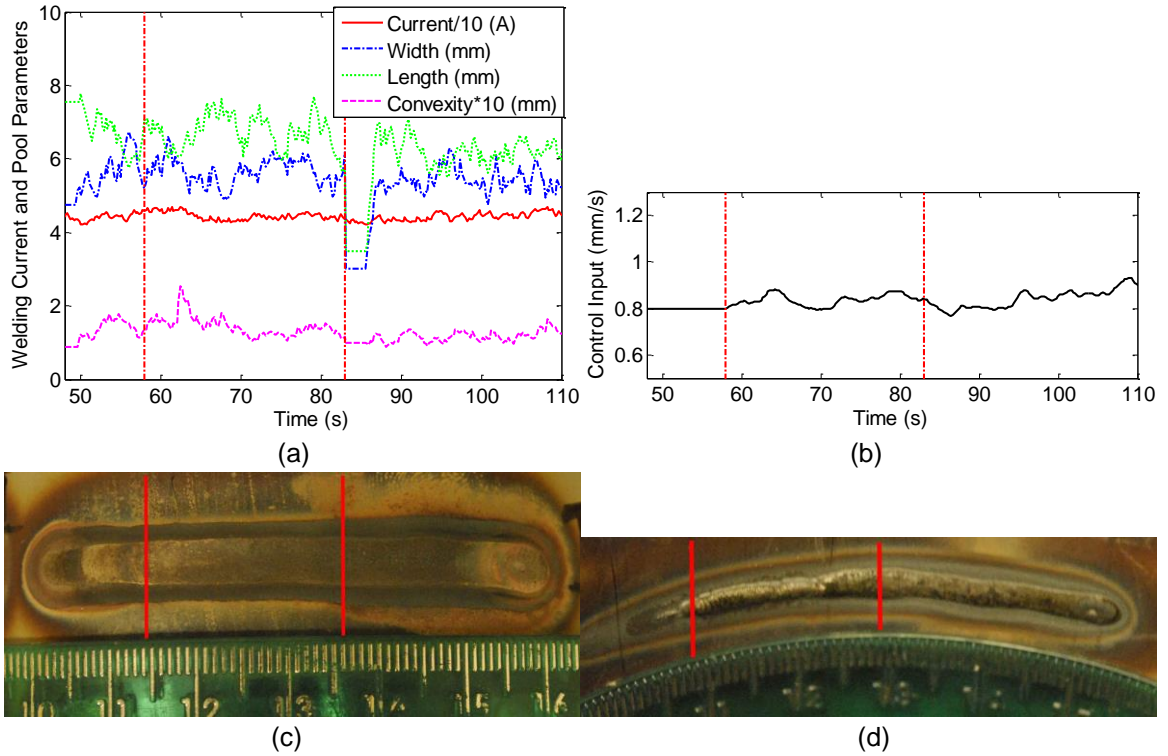 10
8
6
4
2
0
Welding Current and Pool Parameters
Current/10 (A)
Width (mm)
Length (mm)
Convexity*10 (mm)
50 60 70 80 90 100 110
Time (s)
(a)
1.2
1
0.8
0.6
Control Input (mm/s)
50 60 70 80 90 100 110
Time (s)
(b)
10 11 12 13 14 15 16
(c)
(d)